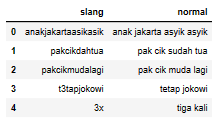 slang normal
0 anakjakartaasikasik anak jakarta asyik asyik
1 pakcikdahtua pak cik sudah tua
2 pakcikmudalagi pak cik muda lagi
3 t3tapjokowi tetap jokowi
4 3x tiga kali